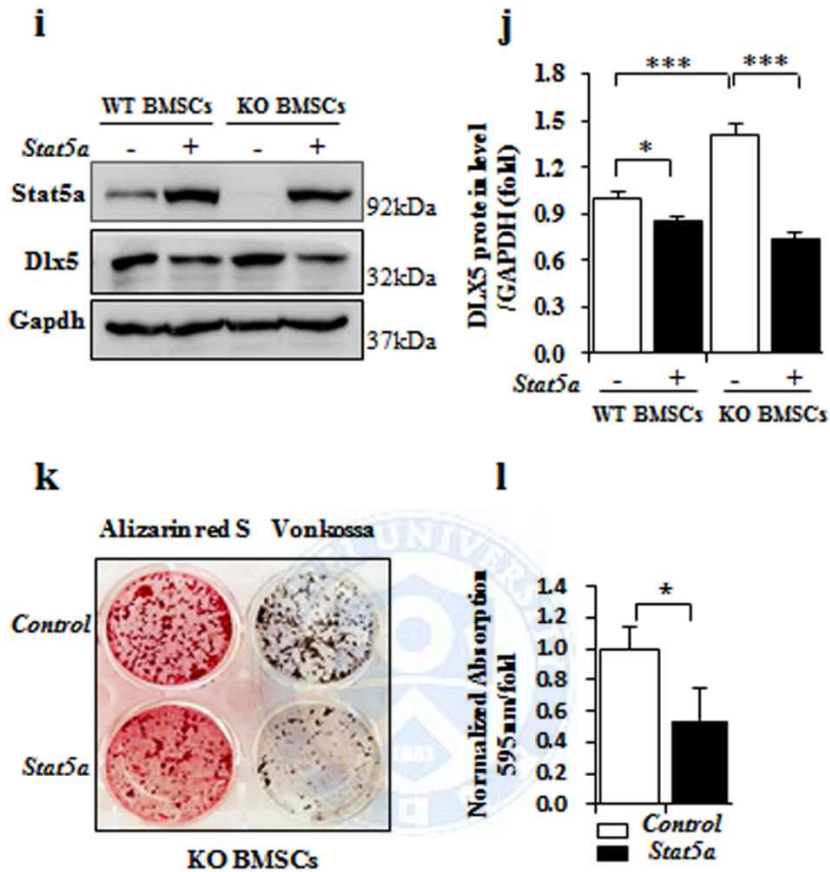 i
WT BMSCs KO BMSCs
Stat5a - + - +
Stat5a
92kDa
Dlx5
32kDa
Gapdh
37kDa
j
DLX5 protein level
/GAPDH (fold)
1.8
1.5
1.2
0.9
0.6
0.3
0.0
*** ***
*
Stat5a - + - +
WT BMSCs KO BMSCs
k
Alizarin red S Vonkossa
Control
Stat5a
KO BMSCs
l
Normalized Absorption
595nm/fold
1.4
1.2
1.0
0.8
0.6
0.4
0.2
0.0
*
Control
Stat5a
UNIVERSIT
1885